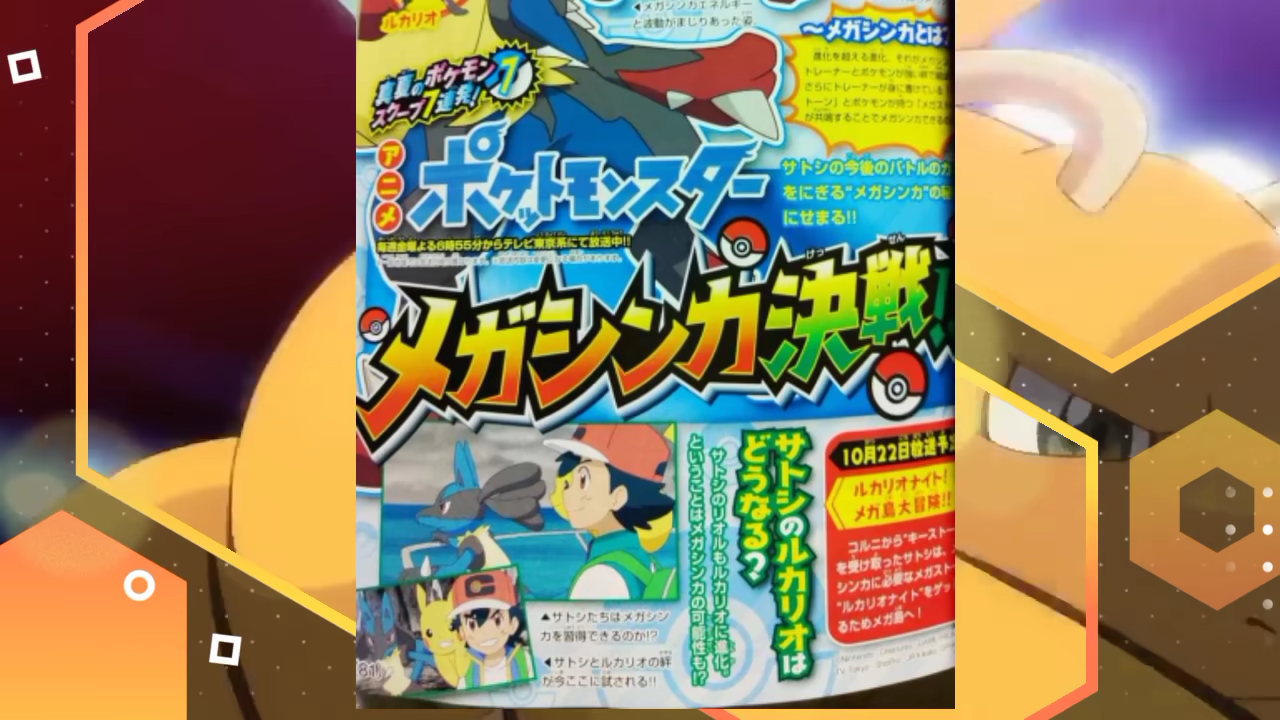 ルカリオ
◀メガシンカエネルギー
と波動がまじりあった姿
〜メガシンカとは?
進化を超える進化、それがメガシン
トレーナーとポケモンが強い絆で結
さらにトレーナーが身に着けている
トーン」とポケモンが持つ「メガスト
が共鳴することでメガシンカできる
真夏のポケモン
スクープ7連発!
7
アニメ
ポケットモンスター
毎週金曜よる6時55分からテレビ東京系にて放送中!!
サトシの今後のバトルのカ
をにぎる“メガシンカ”の秘
にせまる!!
メガシンカ決戦!
サトシのルカリオは
どうなる?
サトシのリオルもルカリオに進化。
ということはメガシンカの可能性も!?
10月22日放送予定
ルカリオナイト!
メガ島大冒険!!
コルニから“キーストー
を受け取ったサトシは、
シンカに必要なメガスト
“ルカリオナイト”をゲッ
るためメガ島へ!
▲サトシたちはメガシン
カを習得できるのか!?
◀サトシとルカリオの絆
が今ここに試される!!
81